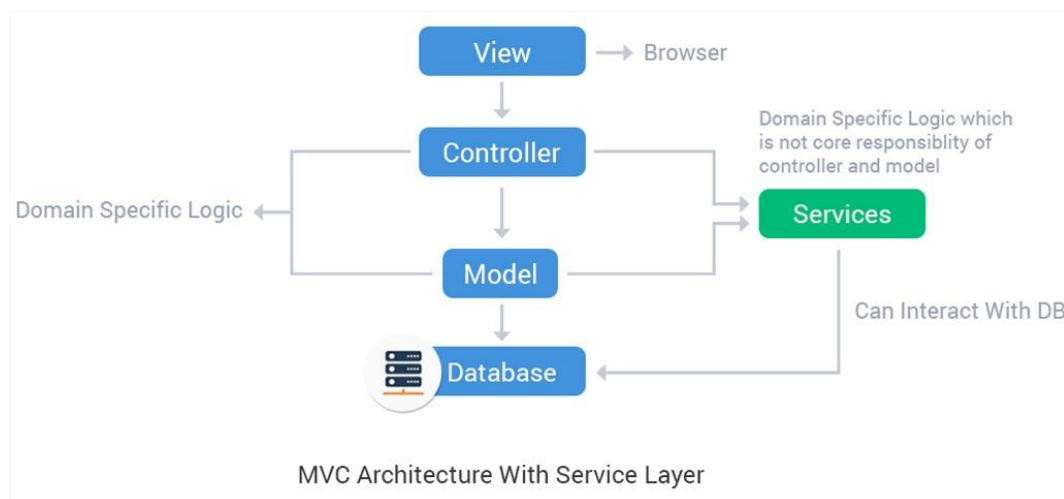 View
Browser
Domain Specific Logic which
is not core responsiblity of
controller and model
Controller
Domain Specific Logic
Services
Model
Can Interact With DB
Database
MVC Architecture With Service Layer